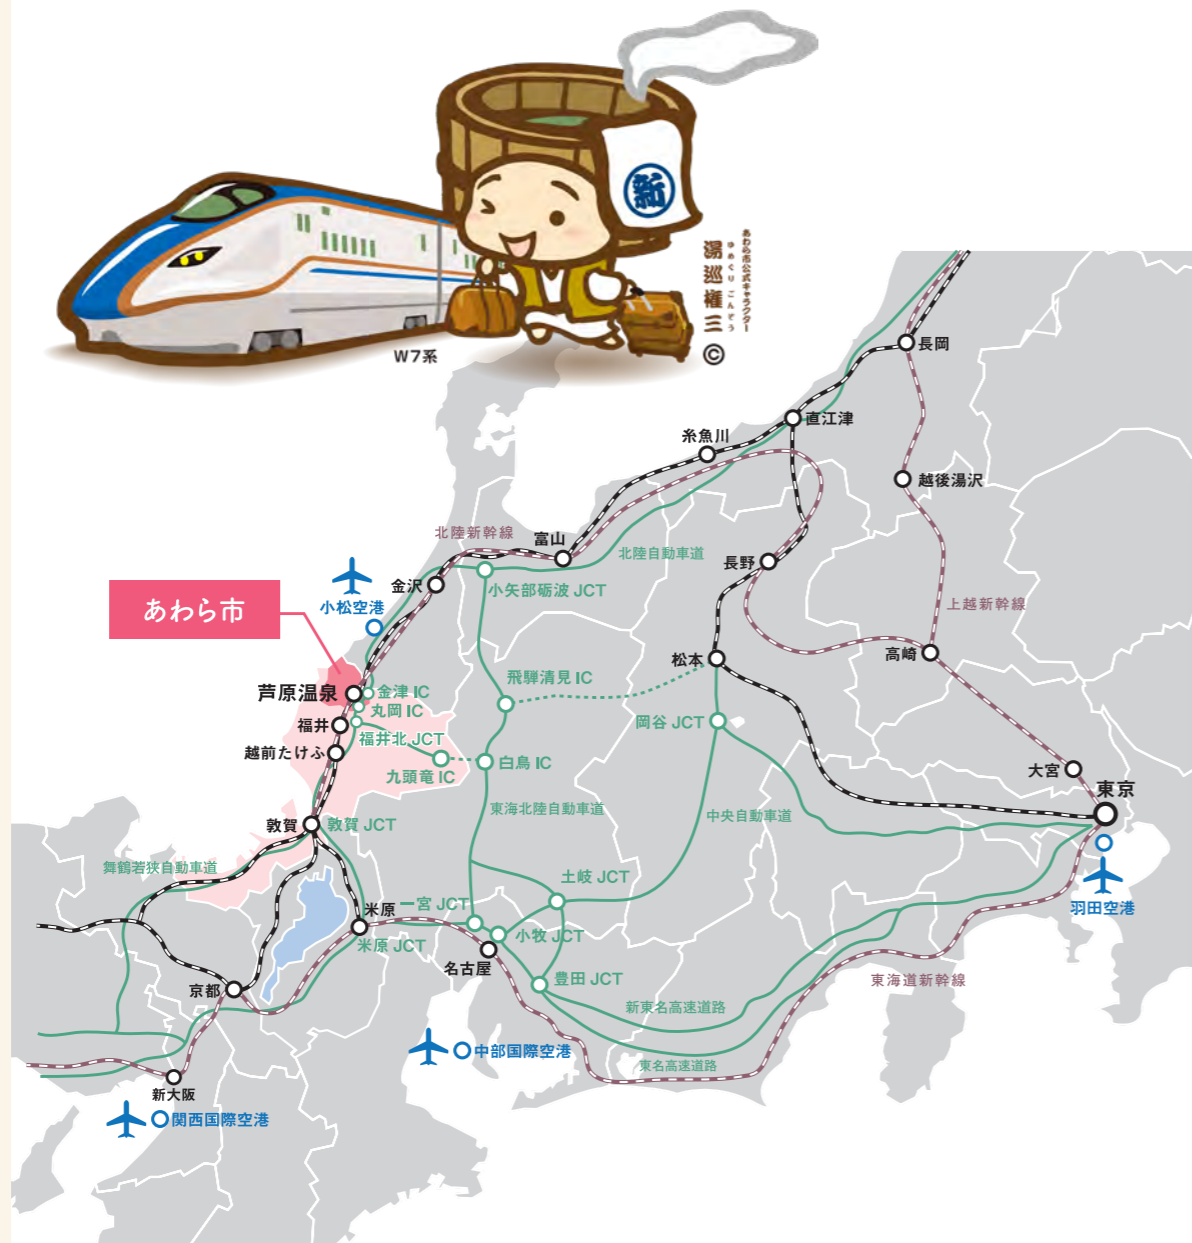 新
あわら市公式キャラクター
ゆめぐり ごんぞう
湯巡権三
©
W7系
長岡
直江津
糸魚川
越後湯沢
北陸新幹線
富山
北陸自動車道
長野
金沢
小矢部砺波 JCT
小松空港
あわら市
上越新幹線
高崎
松本
飛騨清見 IC
芦原温泉
金津 IC
丸岡 IC
福井
岡谷 JCT
福井北 JCT
越前たけふ
白鳥 IC
九頭竜 IC
大宮
東京
東海北陸自動車道
中央自動車道
敦賀
敦賀 JCT
舞鶴若狭自動車道
土岐 JCT
一宮 JCT
米原
羽田空港
小牧 JCT
米原 JCT
名古屋
豊田 JCT
東海道新幹線
京都
新東名高速道路
中部国際空港
東名高速道路
新大阪
関西国際空港